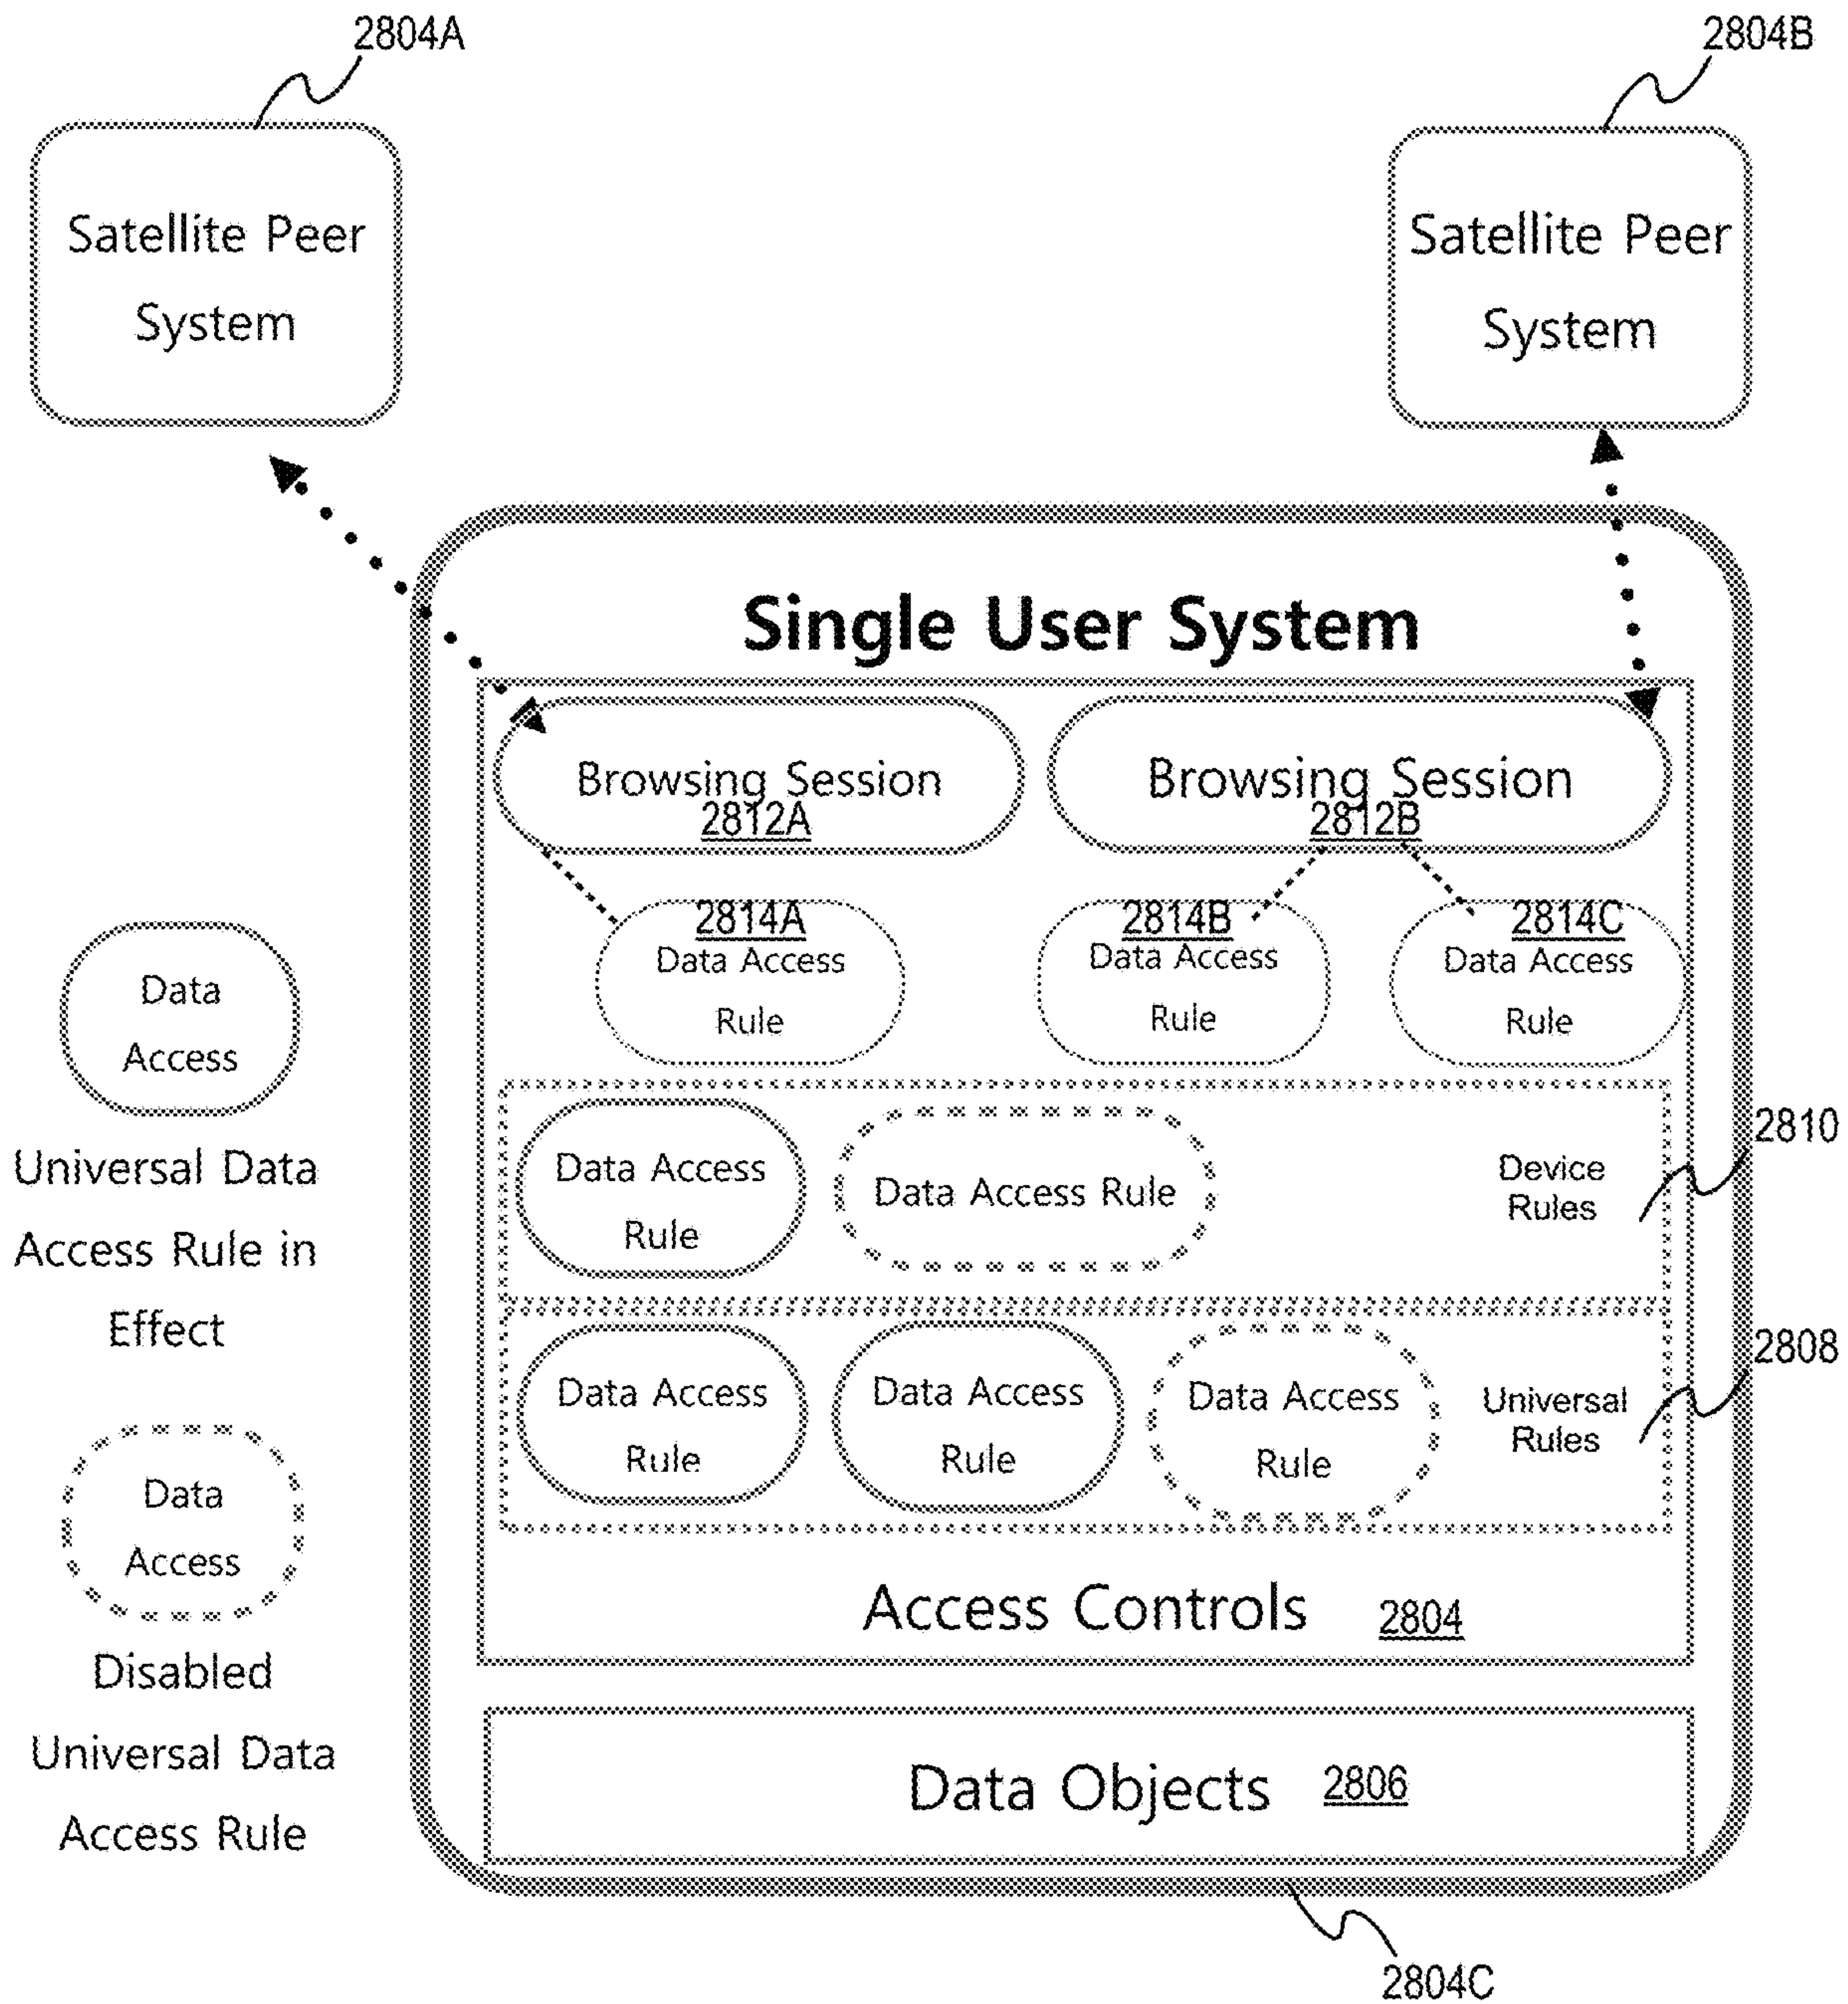 2804A
2804B
Satellite Peer
System
Satellite Peer
System
Single User System
Browsing Session
2812A
Browsing Session
2812B
2814A
Data Access
Rule
2814B
Data Access
Rule
2814C
Data Access
Rule
Data
Access
Universal Data
Access Rule in
Effect
Data Access
Rule
Data Access Rule
Device
Rules
2810
Data Access
Rule
Data Access
Rule
Data Access
Rule
Universal
Rules
2808
Data
Access
Disabled
Universal Data
Access Rule
Access Controls 2804
Data Objects 2806
2804C